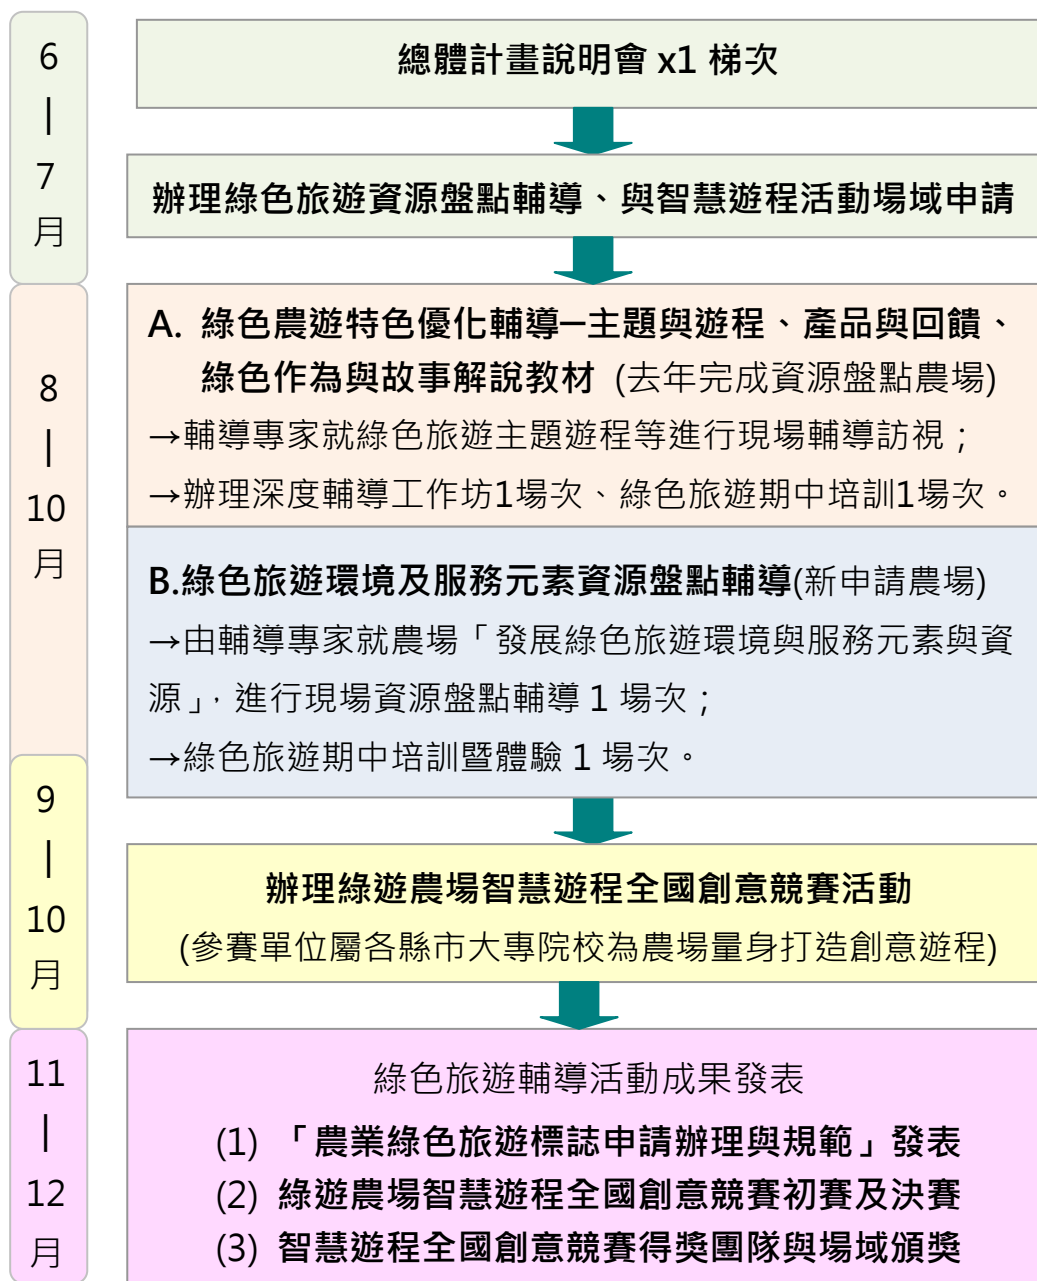 6
|
7
月
總體計畫說明會 x1 梯次
辦理綠色旅遊資源盤點輔導、與智慧遊程活動場域申請
8
|
10
月
A. 綠色農遊特色優化輔導─主題與遊程、產品與回饋、
綠色作為與故事解說教材 (去年完成資源盤點農場)
→輔導專家就綠色旅遊主題遊程等進行現場輔導訪視；
→辦理深度輔導工作坊1場次、綠色旅遊期中培訓1場次。
B.綠色旅遊環境及服務元素資源盤點輔導(新申請農場)
→由輔導專家就農場「發展綠色旅遊環境與服務元素與資
源」，進行現場資源盤點輔導 1 場次；
→綠色旅遊期中培訓暨體驗 1 場次。
9
|
10
月
辦理綠遊農場智慧遊程全國創意競賽活動
(參賽單位屬各縣市大專院校為農場量身打造創意遊程)
11
|
12
月
綠色旅遊輔導活動成果發表
(1) 「農業綠色旅遊標誌申請辦理與規範」發表
(2) 綠遊農場智慧遊程全國創意競賽初賽及決賽
(3) 智慧遊程全國創意競賽得獎團隊與場域頒獎